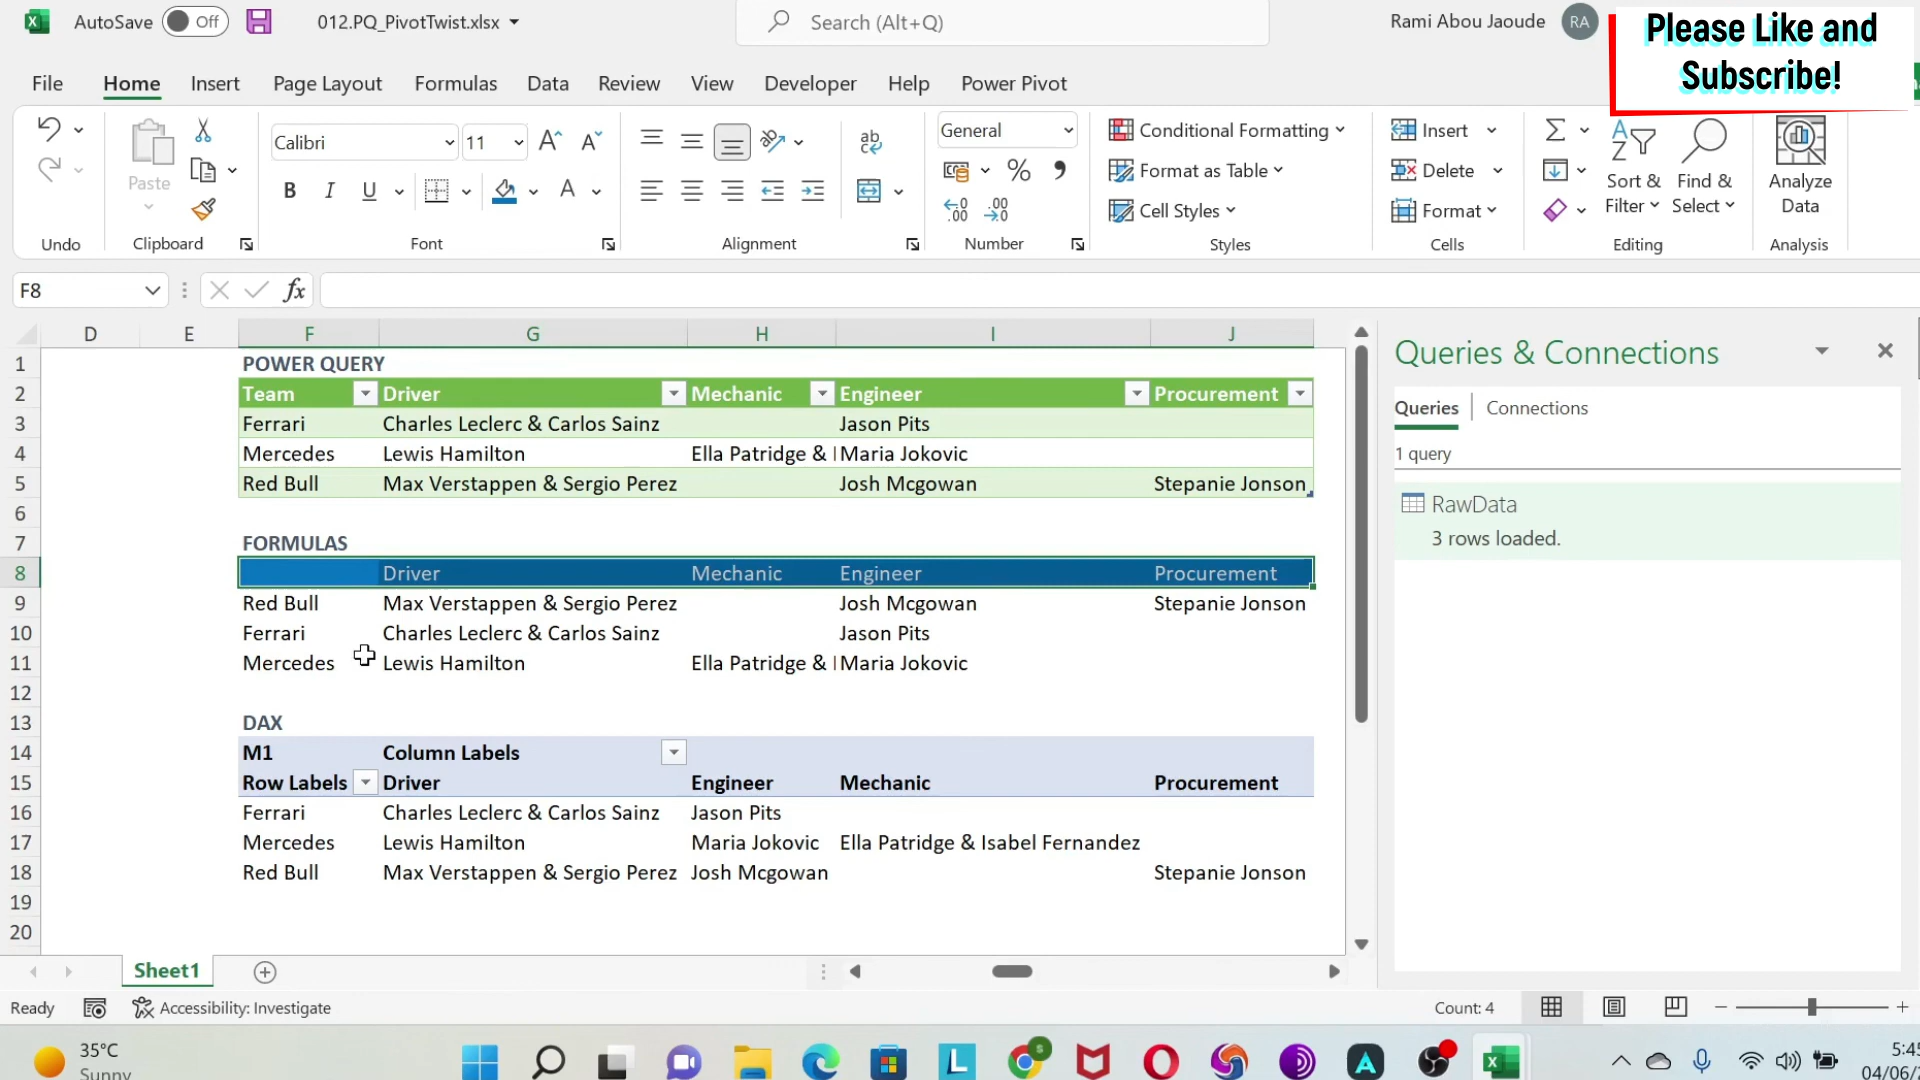 AutoSave Off 012.PQ_PivotTwist.xlsx Search (Alt+Q) Rami Abou Jaoude RA
Please Like and
Subscribe!
File Home Insert Page Layout Formulas Data Review View Developer Help Power Pivot
Calibri 11 General Conditional Formatting Insert
Paste B I U % Format as Table Delete Sort & Filter Find & Select Analyze Data
Cell Styles Format
Undo Clipboard Font Alignment Number Styles Cells Editing Analysis
F8 fx
D E F G H I J
1 POWER QUERY
2 Team Driver Mechanic Engineer Procurement
3 Ferrari Charles Leclerc & Carlos Sainz Jason Pits
4 Mercedes Lewis Hamilton Ella Patridge & Maria Jokovic
5 Red Bull Max Verstappen & Sergio Perez Josh Mcgowan Stepanie Jonson
6
7 FORMULAS
8 Driver Mechanic Engineer Procurement
9 Red Bull Max Verstappen & Sergio Perez Josh Mcgowan Stepanie Jonson
10 Ferrari Charles Leclerc & Carlos Sainz Jason Pits
11 Mercedes Lewis Hamilton Ella Patridge & Maria Jokovic
12
13 DAX
14 M1 Column Labels
15 Row Labels Driver Engineer Mechanic Procurement
16 Ferrari Charles Leclerc & Carlos Sainz Jason Pits
17 Mercedes Lewis Hamilton Maria Jokovic Ella Patridge & Isabel Fernandez
18 Red Bull Max Verstappen & Sergio Perez Josh Mcgowan Stepanie Jonson
19
20
Queries & Connections
Queries Connections
1 query
RawData
3 rows loaded.
Sheet1
Ready Accessibility: Investigate Count: 4
35°C
Sunny